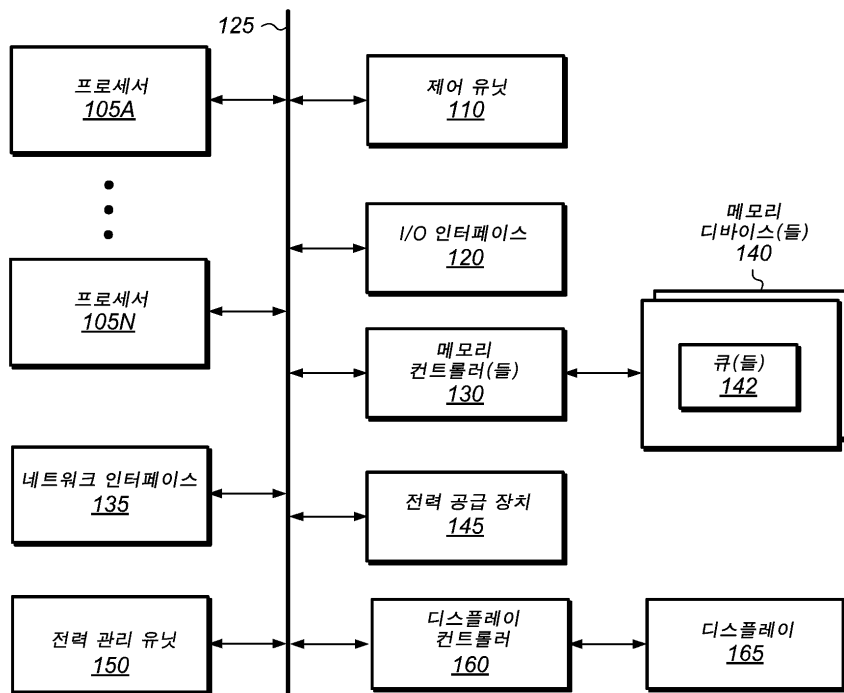 125
프로세서
105A
제어 유닛
110
I/O 인터페이스
120
메모리
디바이스(들)
140
프로세서
105N
메모리
컨트롤러(들)
130
큐(들)
142
네트워크 인터페이스
135
전력 공급 장치
145
전력 관리 유닛
150
디스플레이
컨트롤러
160
디스플레이
165